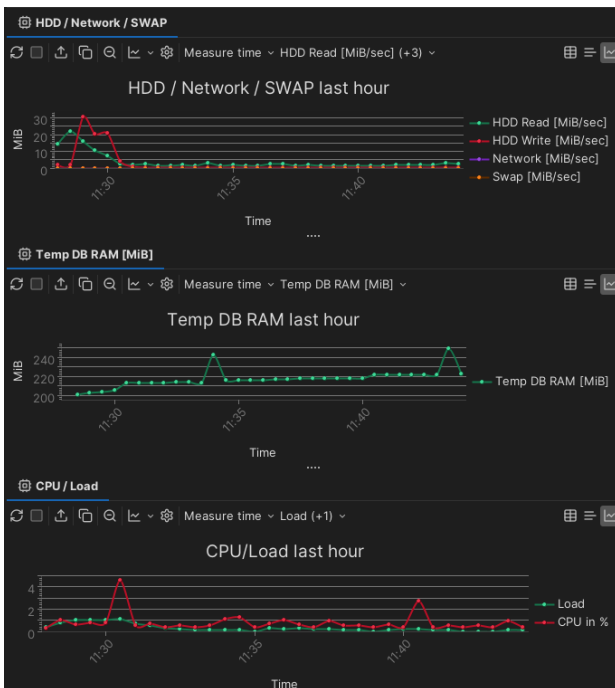 HDD / Network / SWAP
Measure time HDD Read [MiB/sec] (+3)
HDD / Network / SWAP last hour
MiB
30
20
10
0
11:30
11:35
11:40
Time
HDD Read [MiB/sec]
HDD Write [MiB/sec]
Network [MiB/sec]
Swap [MiB/sec]
Temp DB RAM [MiB]
Measure time Temp DB RAM [MiB]
Temp DB RAM last hour
MiB
240
220
200
11:30
11:35
11:40
Time
Temp DB RAM [MiB]
CPU / Load
Measure time Load (+1)
CPU/Load last hour
4
2
0
11:30
11:35
11:40
Time
Load
CPU in %